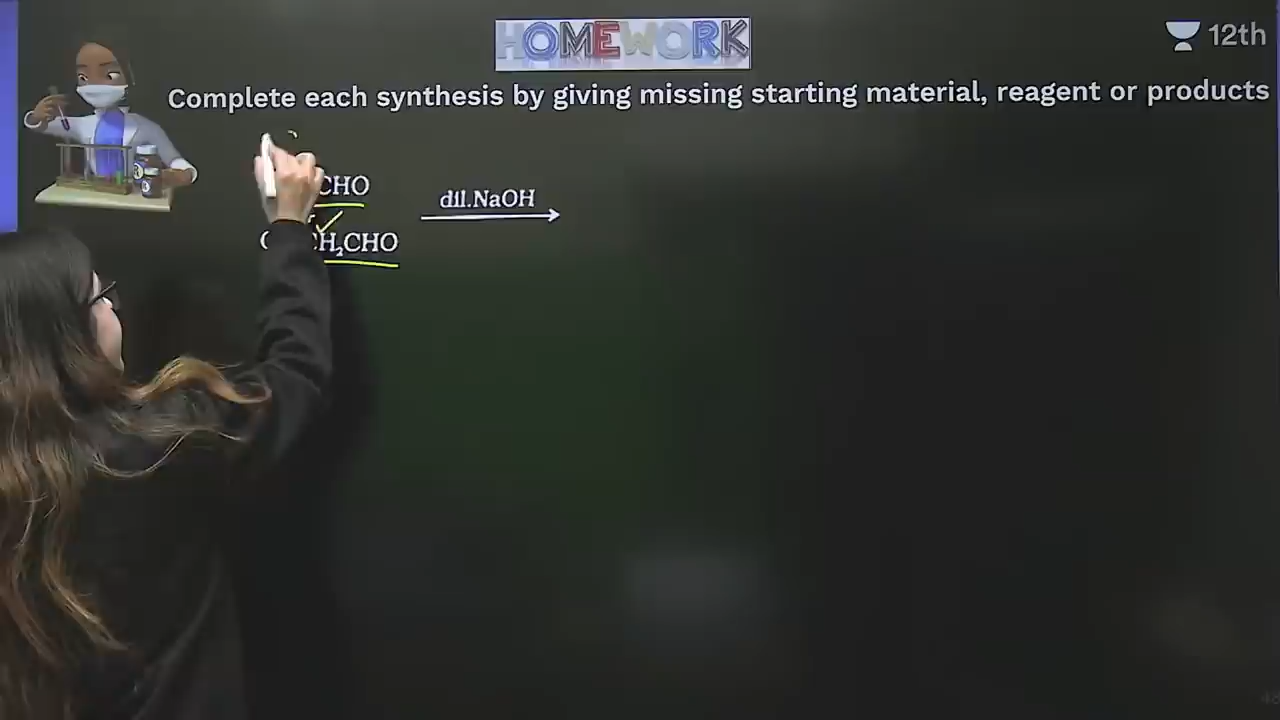 HOMEWORK
12th
Complete each synthesis by giving missing starting material, reagent or products
CHO
dil.NaOH
H₂CHO